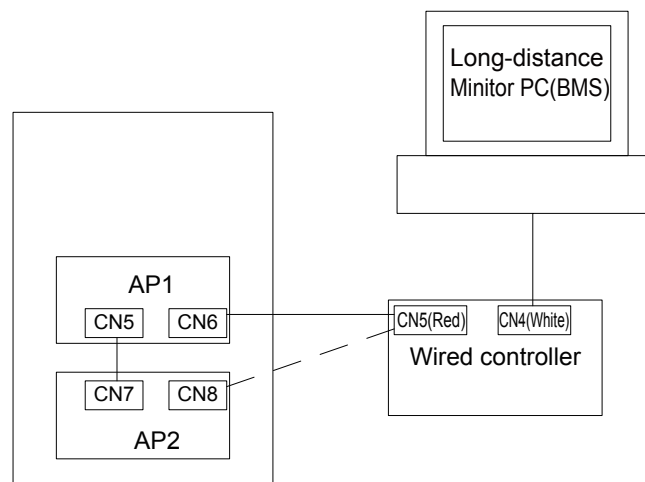 Long-distance
Minitor PC(BMS)
AP1
CN5
CN6
CN5(Red)
CN4(White)
Wired controller
CN7
CN8
AP2